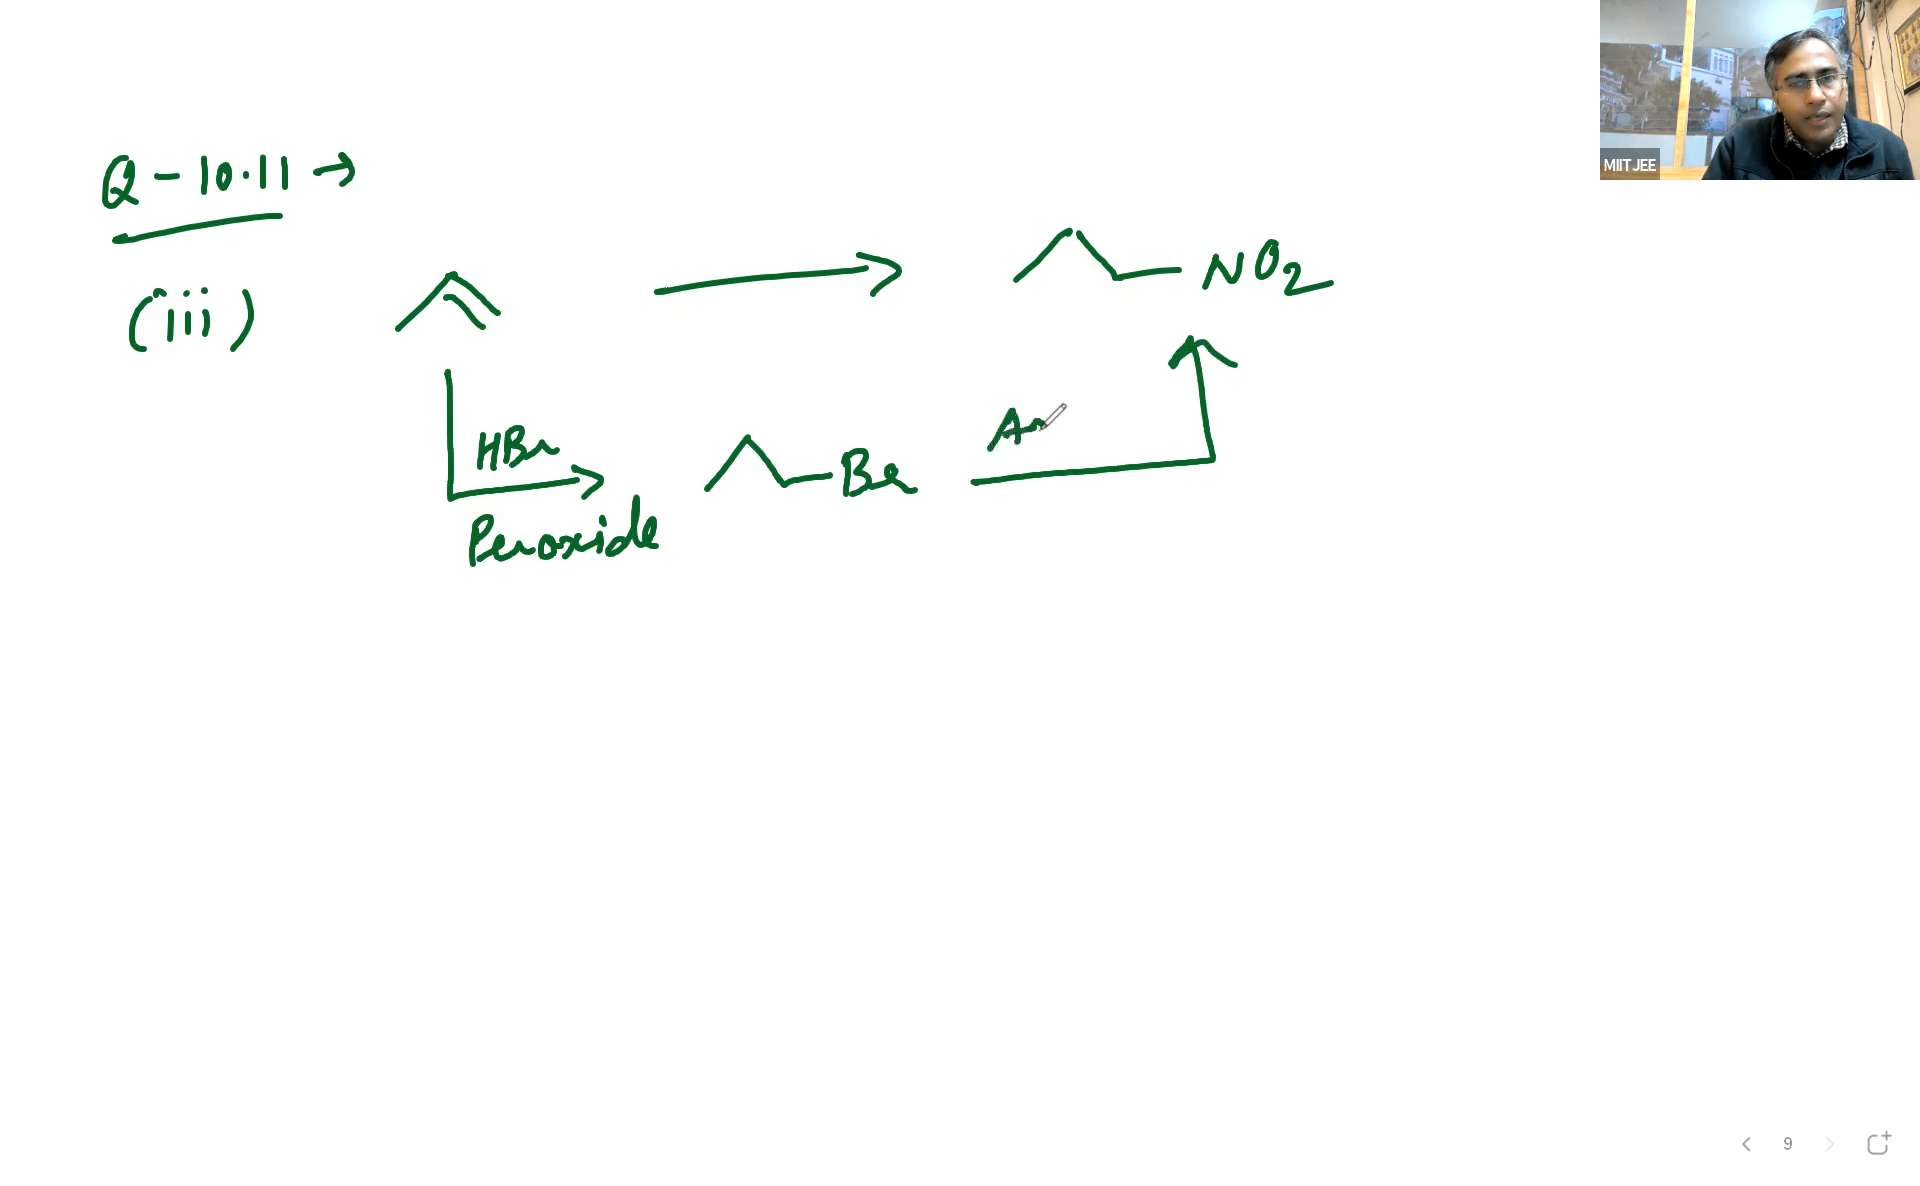 MIIT JEE
Q - 10.11 →
(iii) → NO2
HBr
Br
Peroxide
9